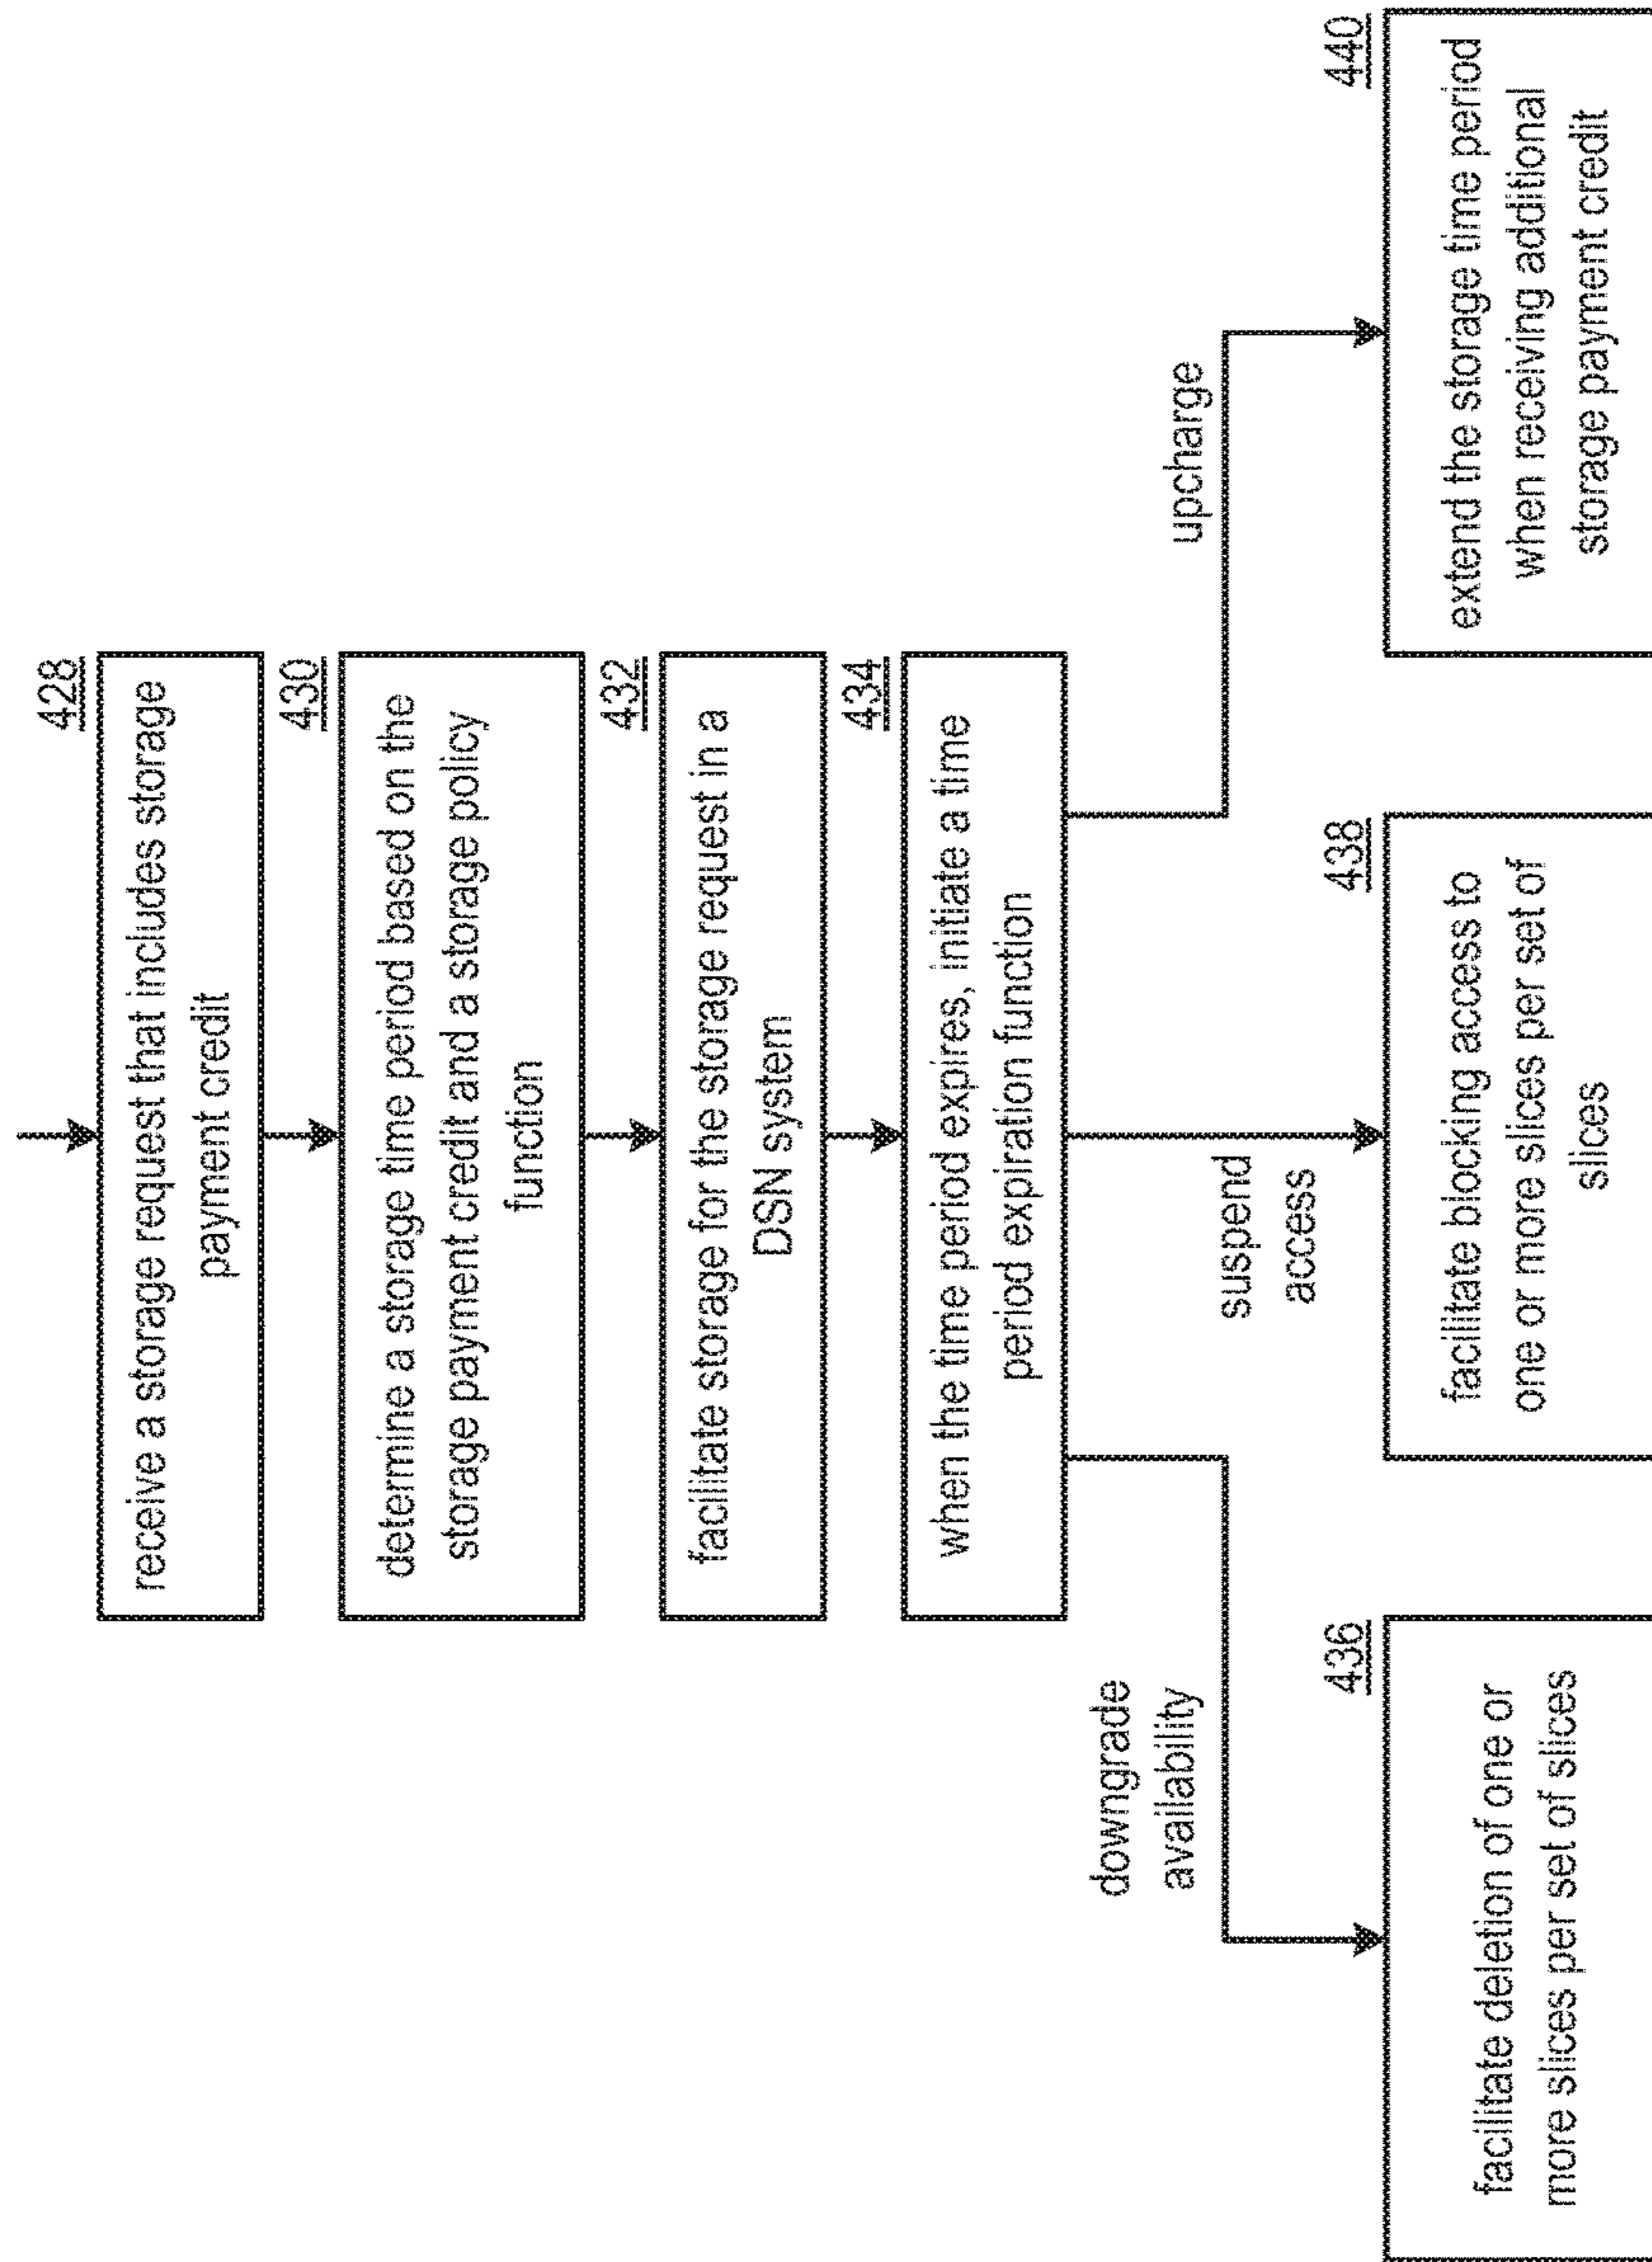 428
receive a storage request that includes storage
payment credit
430
determine a storage time period based on the
storage payment credit and a storage policy
function
432
facilitate storage for the storage request in a
DSN system
434
when the time period expires, initiate a time
period expiration function
downgrade
availability
suspend
access
upcharge
436
facilitate deletion of one or
more slices per set of slices
438
facilitate blocking access to
one or more slices per set of
slices
440
extend the storage time period
when receiving additional
storage payment credit